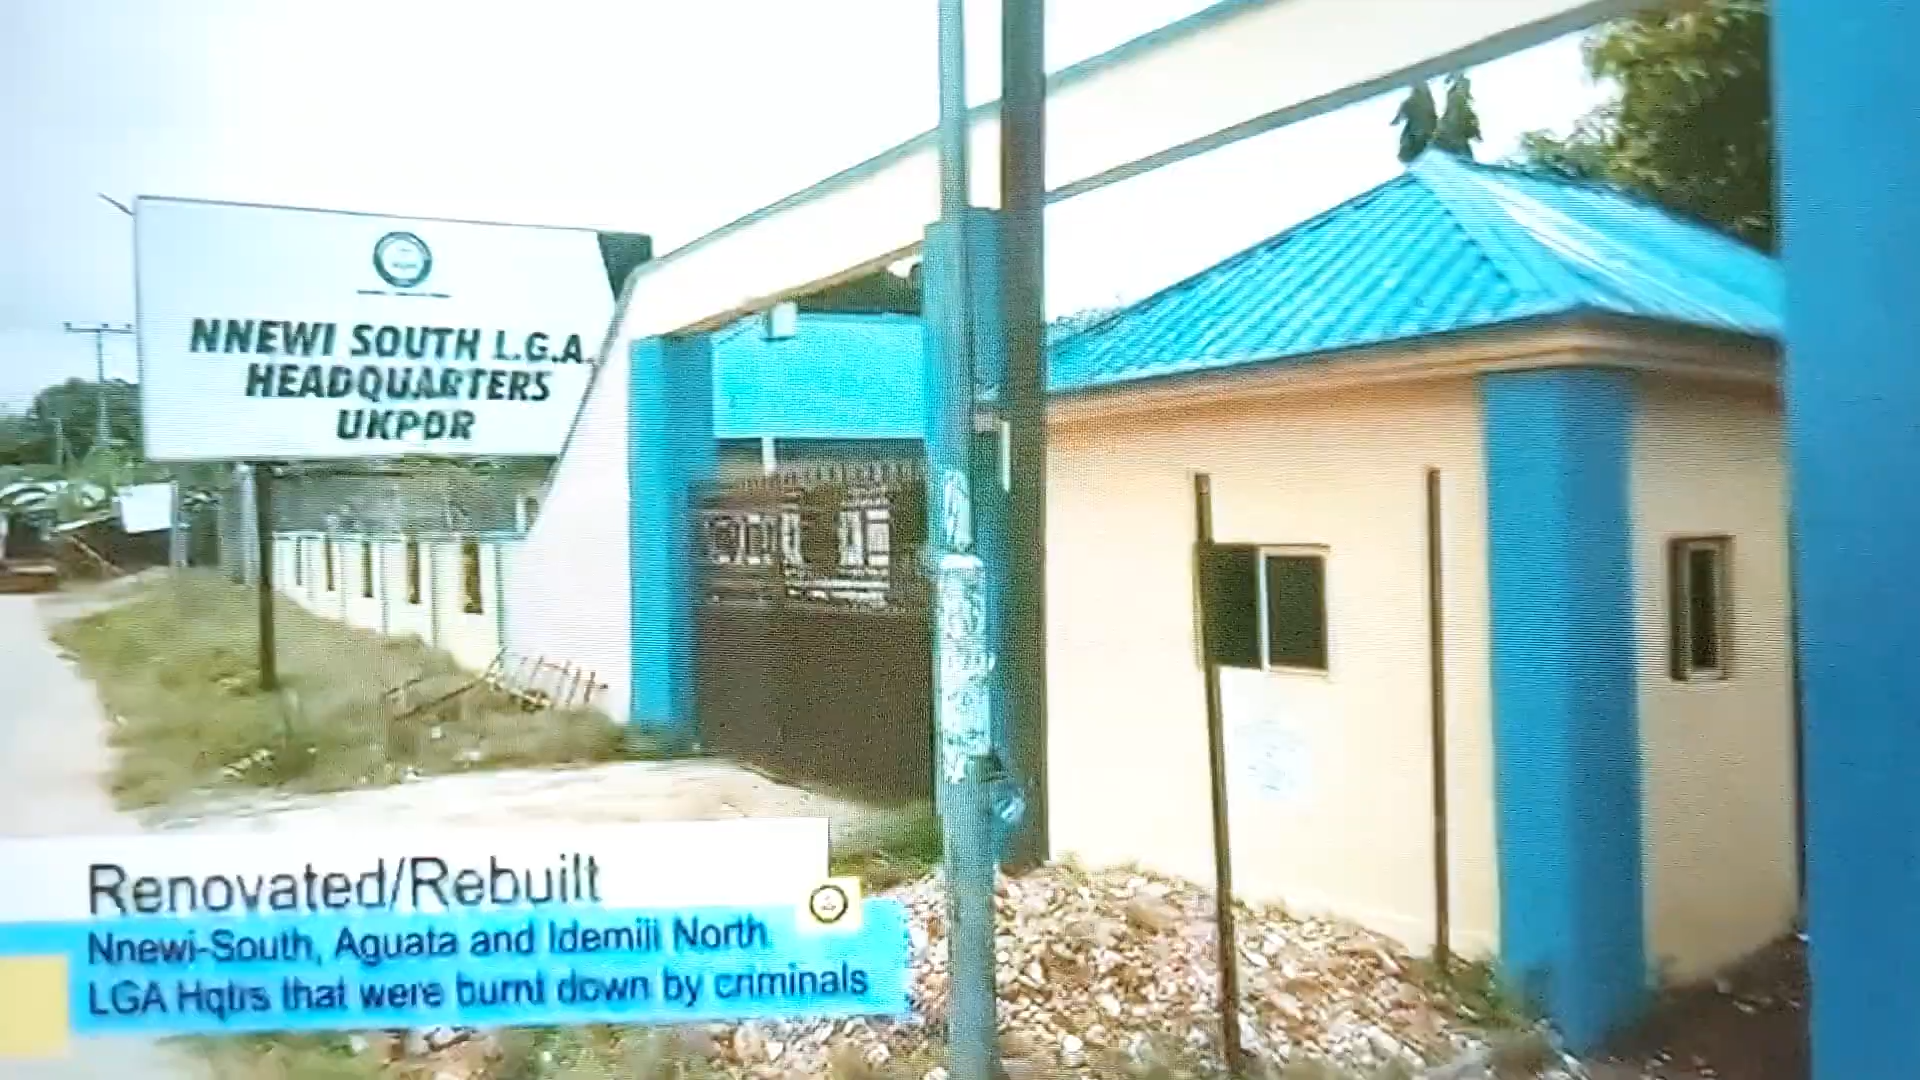 NNEWI SOUTH L.G.A.
HEADQUARTERS
UKPOR
Renovated/Rebuilt
Nnewi-South, Aguata and Idemili North
LGA Hqtrs that were burnt down by criminals